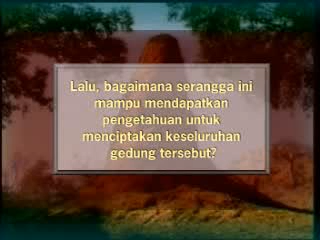 Lalu, bagaimana serangga ini
mampu mendapatkan
pengetahuan untuk
menciptakan keseluruhan
gedung tersebut?